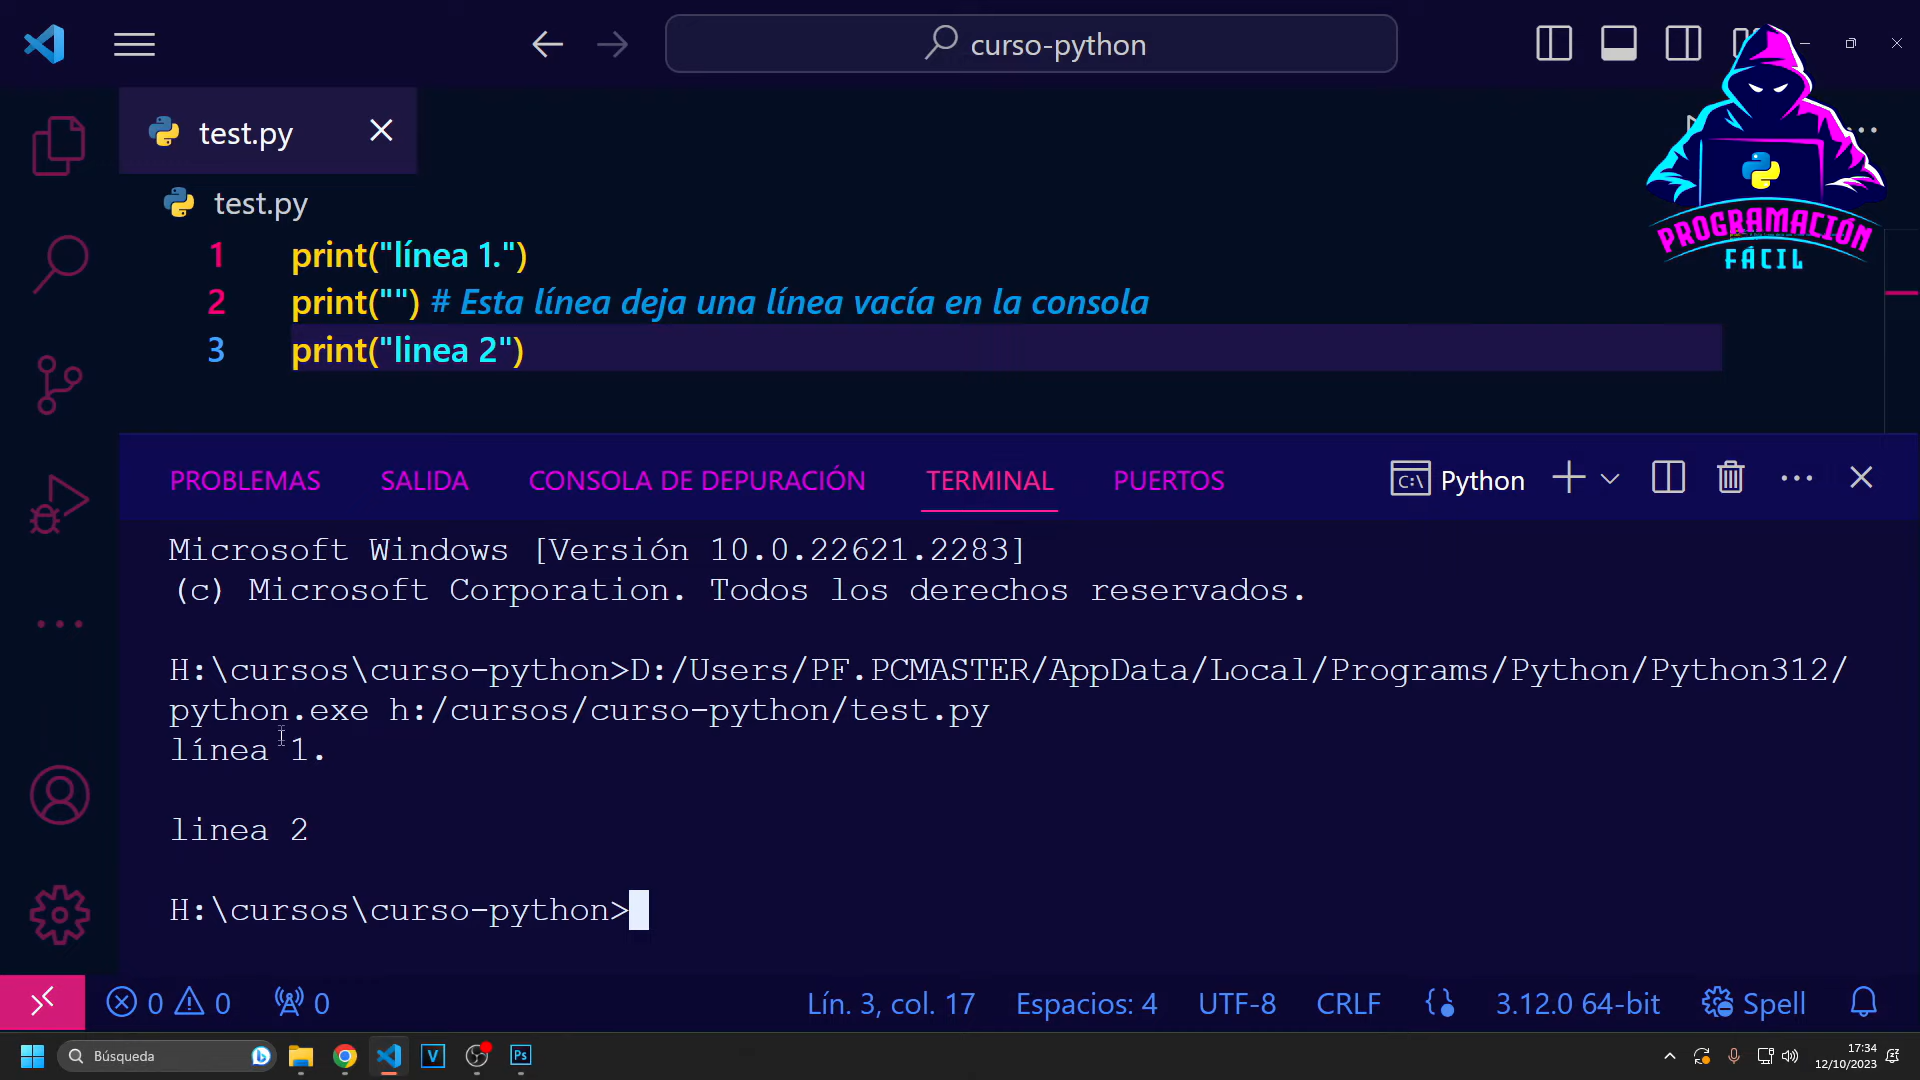 curso-python
test.py
test.py
1 print("línea 1.")
2 print("") # Esta línea deja una línea vacía en la consola
3 print("linea 2")
PROGRAMACIÓN
FÁCIL
PROBLEMAS SALIDA CONSOLA DE DEPURACIÓN TERMINAL PUERTOS Python
Microsoft Windows [Versión 10.0.22621.2283]
(c) Microsoft Corporation. Todos los derechos reservados.
H:\cursos\curso-python>D:/Users/PF.PCMASTER/AppData/Local/Programs/Python/Python312/
python.exe h:/cursos/curso-python/test.py
línea 1.
linea 2
H:\cursos\curso-python>
0 0 0 Lín. 3, col. 17 Espacios: 4 UTF-8 CRLF 3.12.0 64-bit Spell
Búsqueda V Ps 17:34
12/10/2023